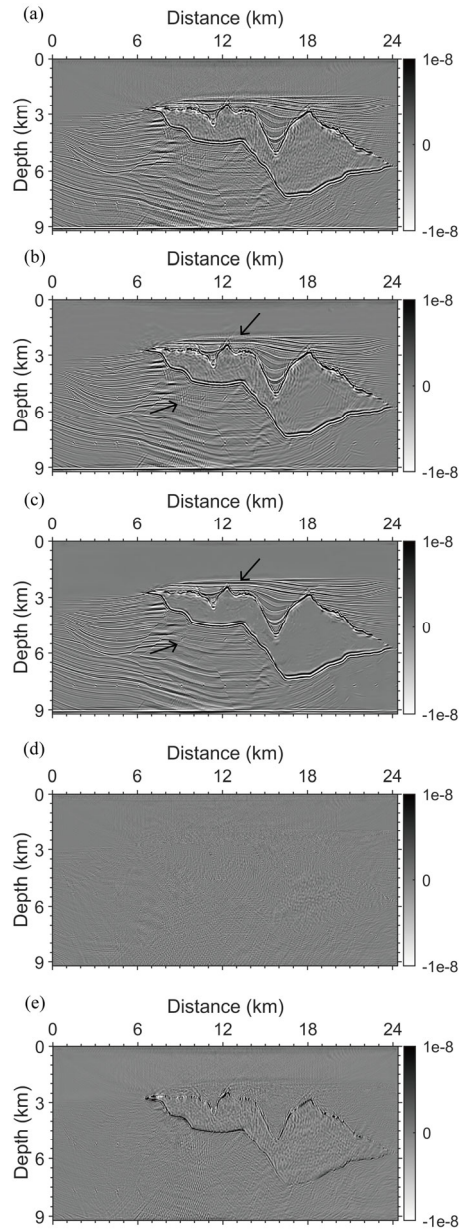 (a)
Distance (km)
0 6 12 18 24
Depth (km)
0
3
6
9
1e-8
0
-1e-8
(b)
Distance (km)
0 6 12 18 24
Depth (km)
0
3
6
9
1e-8
0
-1e-8
(c)
Distance (km)
0 6 12 18 24
Depth (km)
0
3
6
9
1e-8
0
-1e-8
(d)
Distance (km)
0 6 12 18 24
Depth (km)
0
3
6
9
1e-8
0
-1e-8
(e)
Distance (km)
0 6 12 18 24
Depth (km)
0
3
6
9
1e-8
0
-1e-8